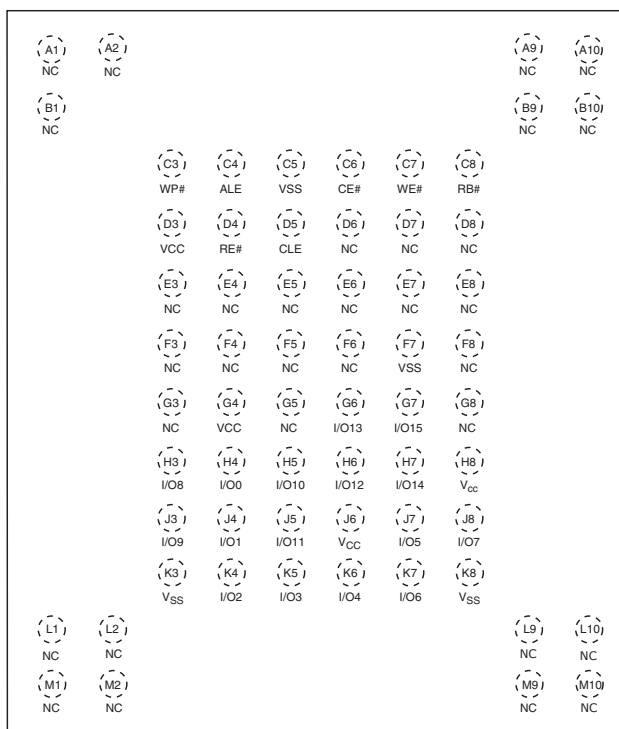 A1 A2 A9 A10
NC NC NC NC
B1 B9 B10
NC NC NC
C3 C4 C5 C6 C7 C8
WP# ALE VSS CE# WE# RB#
D3 D4 D5 D6 D7 D8
VCC RE# CLE NC NC NC
E3 E4 E5 E6 E7 E8
NC NC NC NC NC NC
F3 F4 F5 F6 F7 F8
NC NC NC NC VSS NC
G3 G4 G5 G6 G7 G8
NC VCC NC I/O13 I/O15 NC
H3 H4 H5 H6 H7 H8
I/O8 I/O0 I/O10 I/O12 I/O14 Vcc
J3 J4 J5 J6 J7 J8
I/O9 I/O1 I/O11 VCC I/O5 I/O7
K3 K4 K5 K6 K7 K8
VSS I/O2 I/O3 I/O4 I/O6 VSS
L1 L2 L9 L10
NC NC NC NC
M1 M2 M9 M10
NC NC NC NC